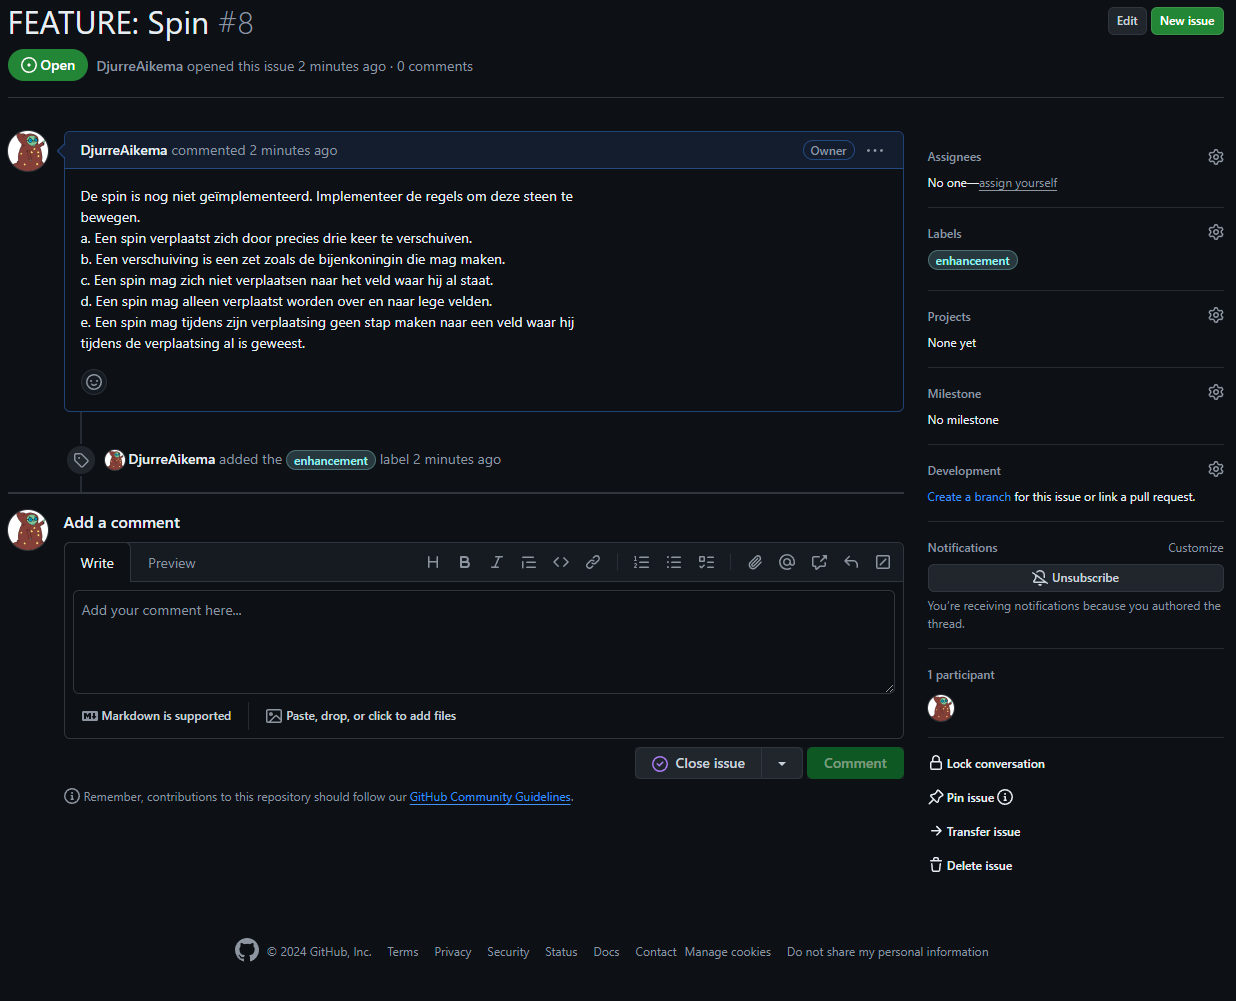 FEATURE: Spin #8
Edit
New issue
Open
DjurreAikema opened this issue 2 minutes ago · 0 comments
DjurreAikema commented 2 minutes ago
Owner
De spin is nog niet geïmplementeerd. Implementeer de regels om deze steen te
bewegen.
a. Een spin verplaatst zich door precies drie keer te verschuiven.
b. Een verschuiving is een zet zoals de bijenkoningin die mag maken.
c. Een spin mag zich niet verplaatsen naar het veld waar hij al staat.
d. Een spin mag alleen verplaatst worden over en naar lege velden.
e. Een spin mag tijdens zijn verplaatsing geen stap maken naar een veld waar hij
tijdens de verplaatsing al is geweest.
DjurreAikema added the enhancement label 2 minutes ago
Add a comment
Write
Preview
Add your comment here...
Markdown is supported
Paste, drop, or click to add files
Close issue
Comment
Remember, contributions to this repository should follow our GitHub Community Guidelines.
Assignees
No one—assign yourself
Labels
enhancement
Projects
None yet
Milestone
No milestone
Development
Create a branch for this issue or link a pull request.
Notifications
Customize
Unsubscribe
You're receiving notifications because you authored the
thread.
1 participant
Lock conversation
Pin issue
Transfer issue
Delete issue
© 2024 GitHub, Inc.
Terms
Privacy
Security
Status
Docs
Contact
Manage cookies
Do not share my personal information